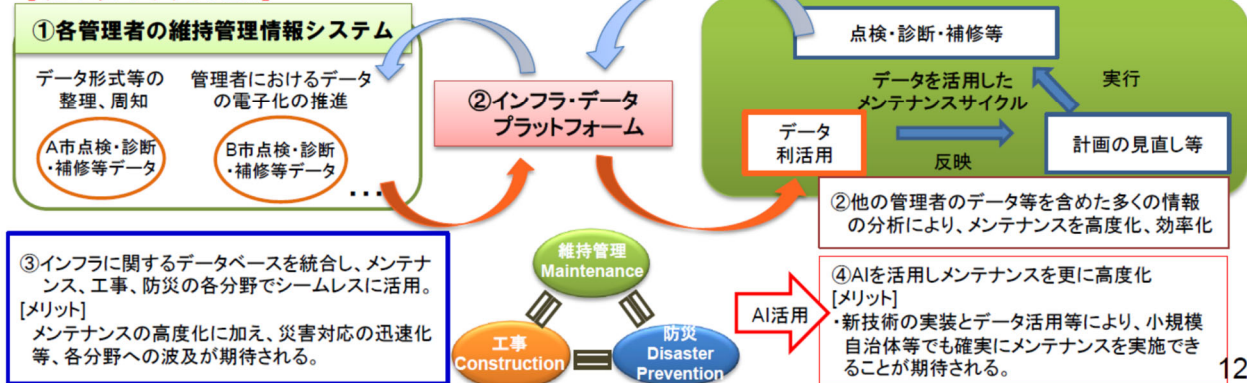 ①各管理者の維持管理情報システム
データ形式等の
整理、周知
管理者におけるデータ
の電子化の推進
A市点検・診断
・補修等データ
B市点検・診断
・補修等データ
・・・
②インフラ・データ
プラットフォーム
点検・診断・補修等
データを活用した
メンテナンスサイクル
実行
データ
利活用
反映
計画の見直し等
②他の管理者のデータ等を含めた多くの情報
の分析により、メンテナンスを高度化、効率化
③インフラに関するデータベースを統合し、メンテナ
ンス、工事、防災の各分野でシームレスに活用。
[メリット]
メンテナンスの高度化に加え、災害対応の迅速化
等、各分野への波及が期待される。
維持管理
Maintenance
工事
Construction
防災
Disaster
Prevention
AI活用
④AIを活用しメンテナンスを更に高度化
[メリット]
・新技術の実装とデータ活用等により、小規模
自治体等でも確実にメンテナンスを実施でき
ることが期待される。
12